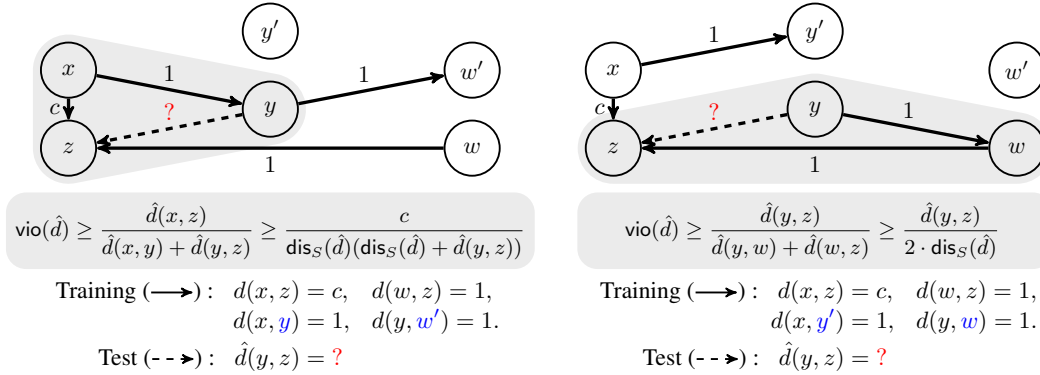 x 1 y' 1 w'
c ? y
z w
1
vio(d̂) ≥ d̂(x, z) / (d̂(x, y) + d̂(y, z)) ≥ c / (dis_S(d̂)(dis_S(d̂) + d̂(y, z)))
Training (→) : d(x, z) = c, d(w, z) = 1,
d(x, y) = 1, d(y, w') = 1.
Test (⇢) : d̂(y, z) = ?
x 1 y' w'
c ? y 1
z w
1
vio(d̂) ≥ d̂(y, z) / (d̂(y, w) + d̂(w, z)) ≥ d̂(y, z) / (2 · dis_S(d̂))
Training (→) : d(x, z) = c, d(w, z) = 1,
d(x, y') = 1, d(y, w) = 1.
Test (⇢) : d̂(y, z) = ?